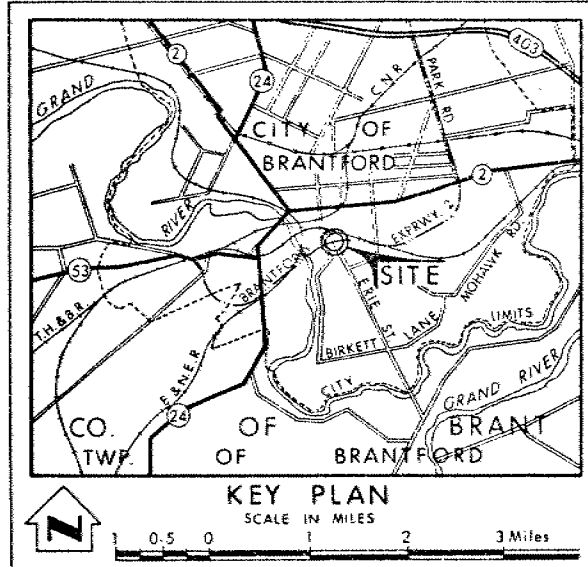 403
2
24
GRAND
C.N.R.
PARK RD
CITY OF
BRANTFORD
2
RIVER
EXPRWY. 2
53
BRANTFORD
SITE
MOHAWK RD
T.H.&B.R.
ERIE ST
LANE
LIMITS
BIRKETT
E & N.E.R
CITY
GRAND RIVER
24
CO. OF BRANT
TWP. OF BRANTFORD
KEY PLAN
SCALE IN MILES
N
1 0·5 0 1 2 3 Miles